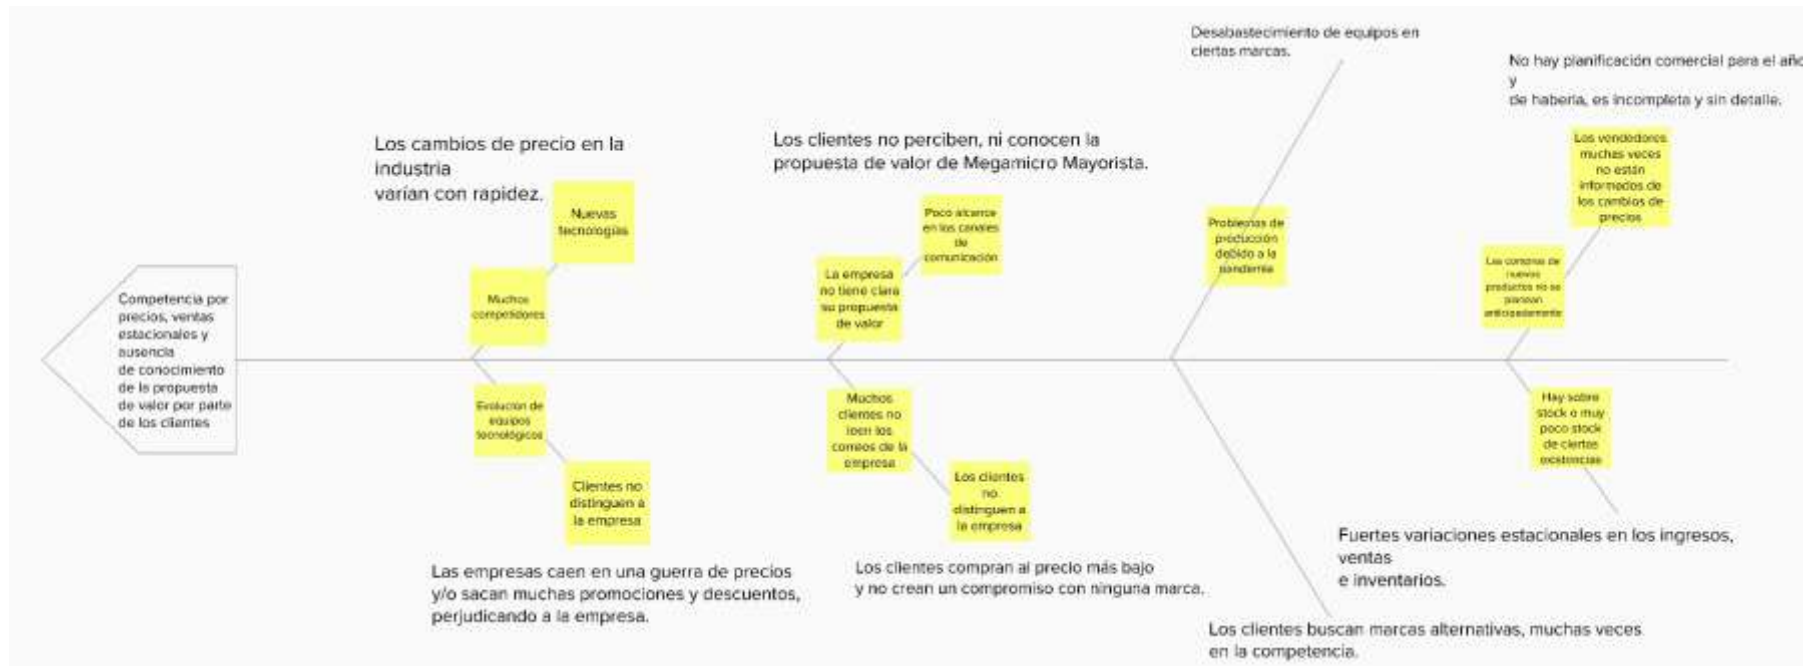 Desabastecimiento de equipos en
ciertas marcas.
No hay planificación comercial para el año
y
de haberla, es incompleta y sin detalle.
Los cambios de precio en la
industria
varían con rapidez.
Los clientes no perciben, ni conocen la
propuesta de valor de Megamicro Mayorista.
Los vendedores
muchas veces
no están
informados de
los cambios de
precios
Nuevas
tecnologías
Poco alcance
en los canales
de
comunicación
Problemas de
producción
debido a la
pandemia
Muchos
competidores
La empresa
no tiene clara
su propuesta
de valor
Las compras de
nuevos
productos no se
planean
anticipadamente
Competencia por
precios, ventas
estacionales y
ausencia
de conocimiento
de la propuesta
de valor por parte
de los clientes
Evolución de
equipos
tecnológicos
Muchos
clientes no
leen los
correos de la
empresa
Hay sobre
stock o muy
poco stock
de ciertas
existencias
Clientes no
distinguen a
la empresa
Los clientes
no
distinguen a
la empresa
Las empresas caen en una guerra de precios
y/o sacan muchas promociones y descuentos,
perjudicando a la empresa.
Los clientes compran al precio más bajo
y no crean un compromiso con ninguna marca.
Fuertes variaciones estacionales en los ingresos,
ventas
e inventarios.
Los clientes buscan marcas alternativas, muchas veces
en la competencia.